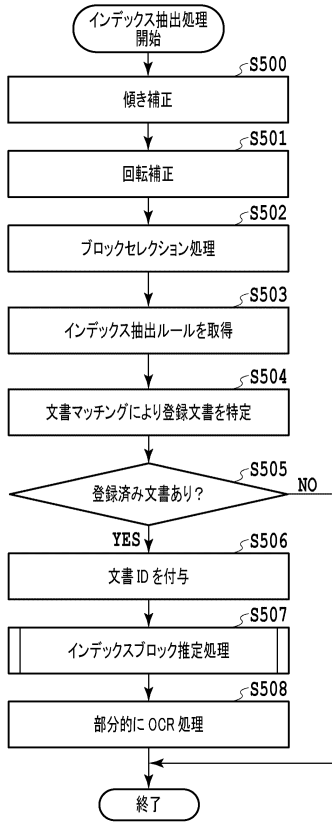 インデックス抽出処理
開始
S500
傾き補正
S501
回転補正
S502
ブロックセレクション処理
S503
インデックス抽出ルールを取得
S504
文書マッチングにより登録文書を特定
S505
登録済み文書あり？
NO
YES
S506
文書IDを付与
S507
インデックスブロック推定処理
S508
部分的にOCR処理
終了